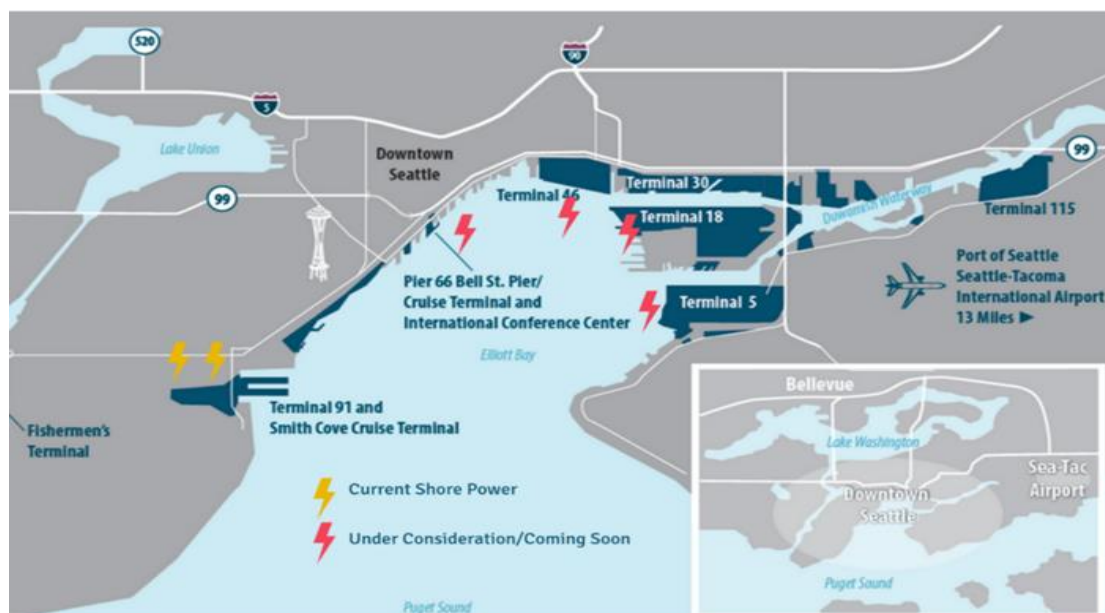 520
90
5
Lake Union
Downtown
Seattle
99
99
Terminal 46
Terminal 30
Terminal 18
Duwamish Waterway
Terminal 115
Pier 66 Bell St. Pier/
Cruise Terminal and
International Conference Center
Terminal 5
Port of Seattle
Seattle-Tacoma
International Airport
13 Miles ►
Elliott Bay
Fishermen's
Terminal
Terminal 91 and
Smith Cove Cruise Terminal
Current Shore Power
Under Consideration/Coming Soon
Puget Sound
Bellevue
Lake Washington
Sea-Tac
Airport
Downtown
Seattle
Puget Sound